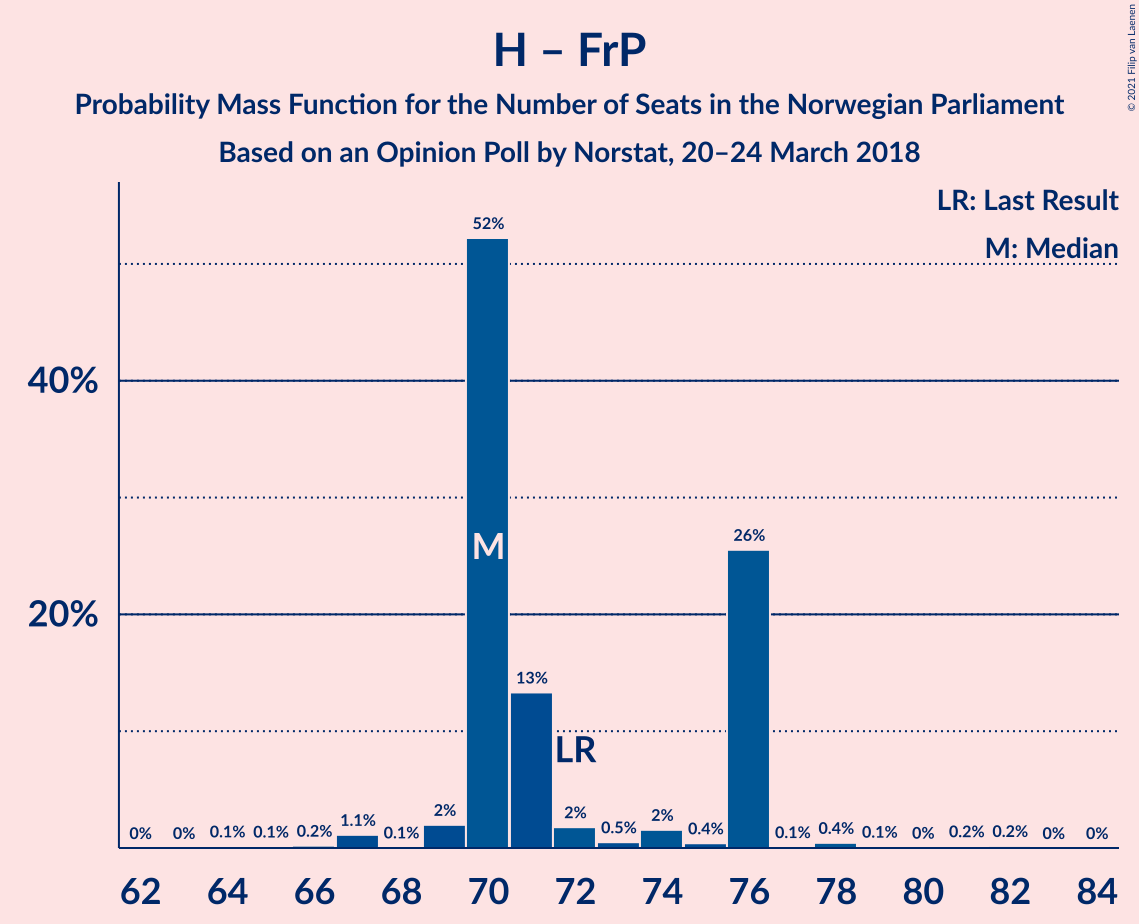 © 2021 Filip van Laenen
H – FrP
Probability Mass Function for the Number of Seats in the Norwegian Parliament
Based on an Opinion Poll by Norstat, 20–24 March 2018
LR: Last Result
M: Median
52%
40%
M
26%
20%
13%
LR
0% 0% 0.1% 0.1% 0.2% 1.1% 0.1% 2% 2% 0.5% 2% 0.4% 0.1% 0.4% 0.1% 0% 0.2% 0.2% 0% 0%
62 64 66 68 70 72 74 76 78 80 82 84